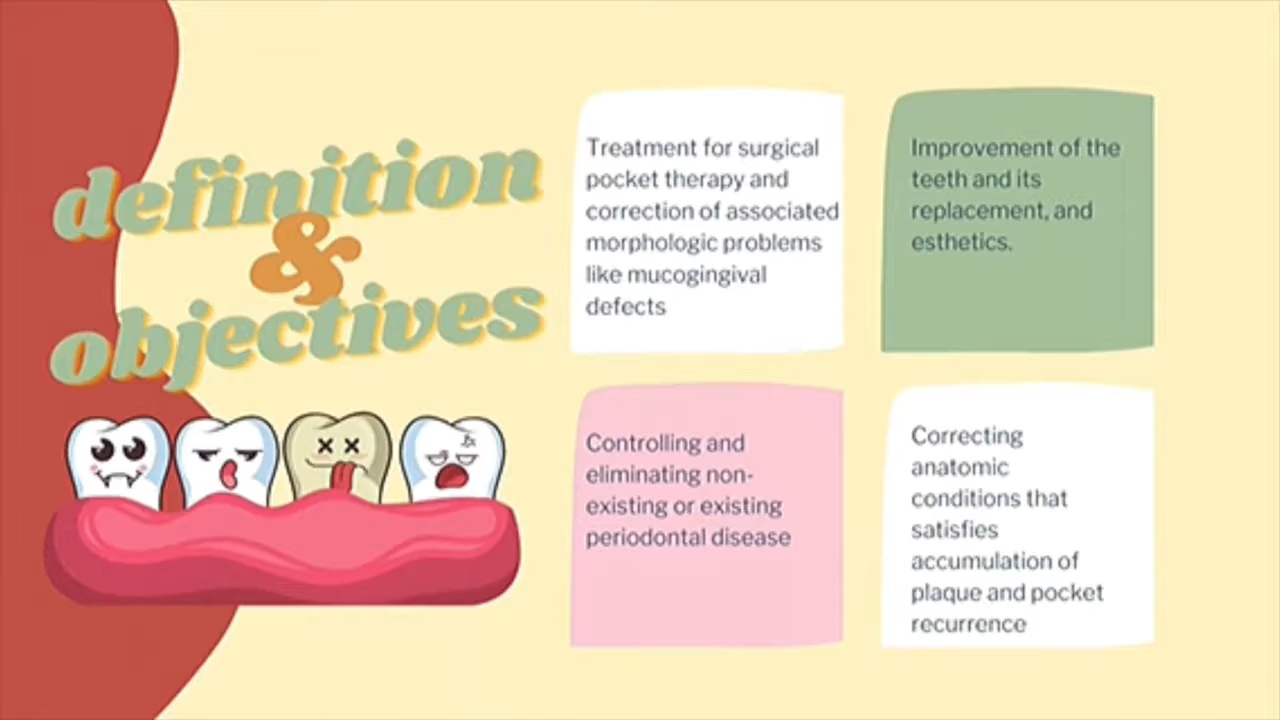 definition
&
objectives
Treatment for surgical
pocket therapy and
correction of associated
morphologic problems
like mucogingival
defects
Improvement of the
teeth and its
replacement, and
esthetics.
Controlling and
eliminating non-
existing or existing
periodontal disease
Correcting
anatomic
conditions that
satisfies
accumulation of
plaque and pocket
recurrence